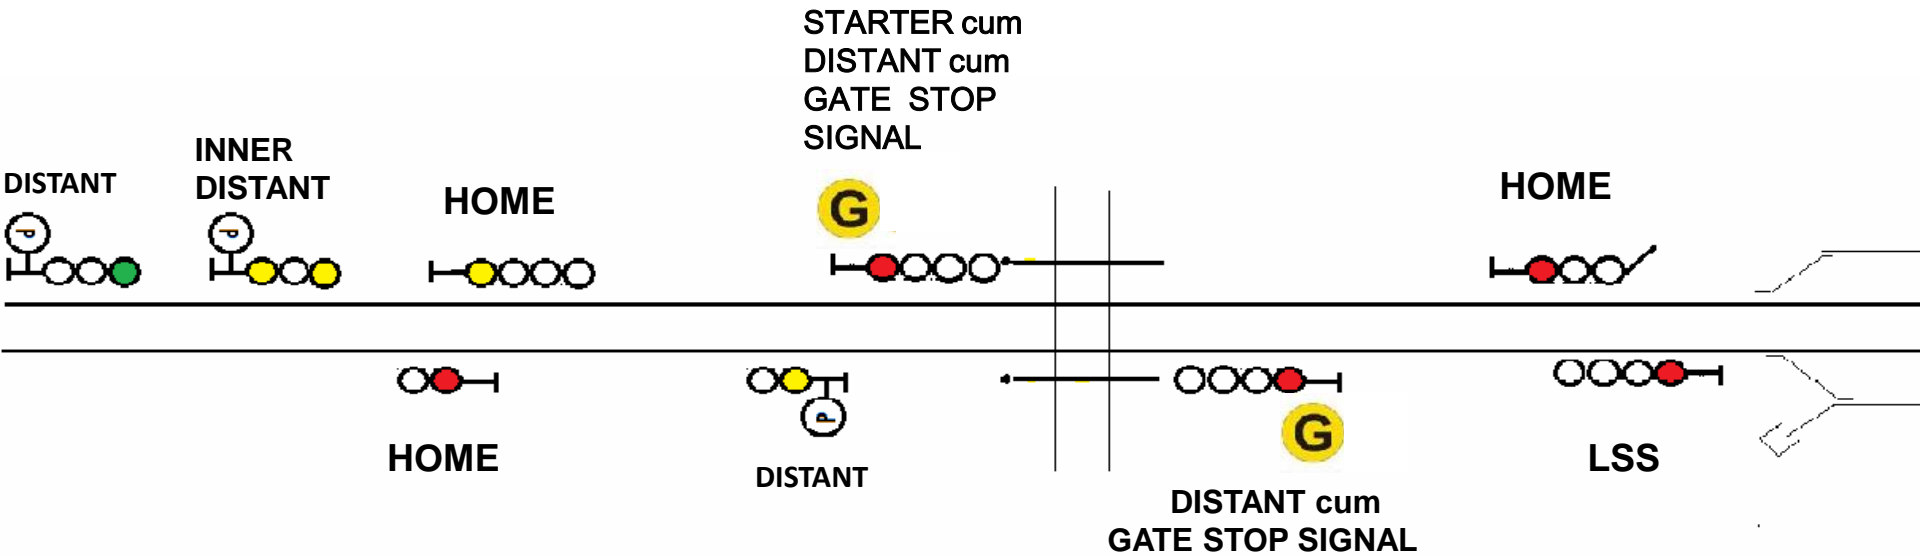 STARTER cum
DISTANT cum
GATE STOP
SIGNAL
INNER
DISTANT
DISTANT
HOME
HOME
P
P
G
HOME
DISTANT
P
G
LSS
DISTANT cum
GATE STOP SIGNAL